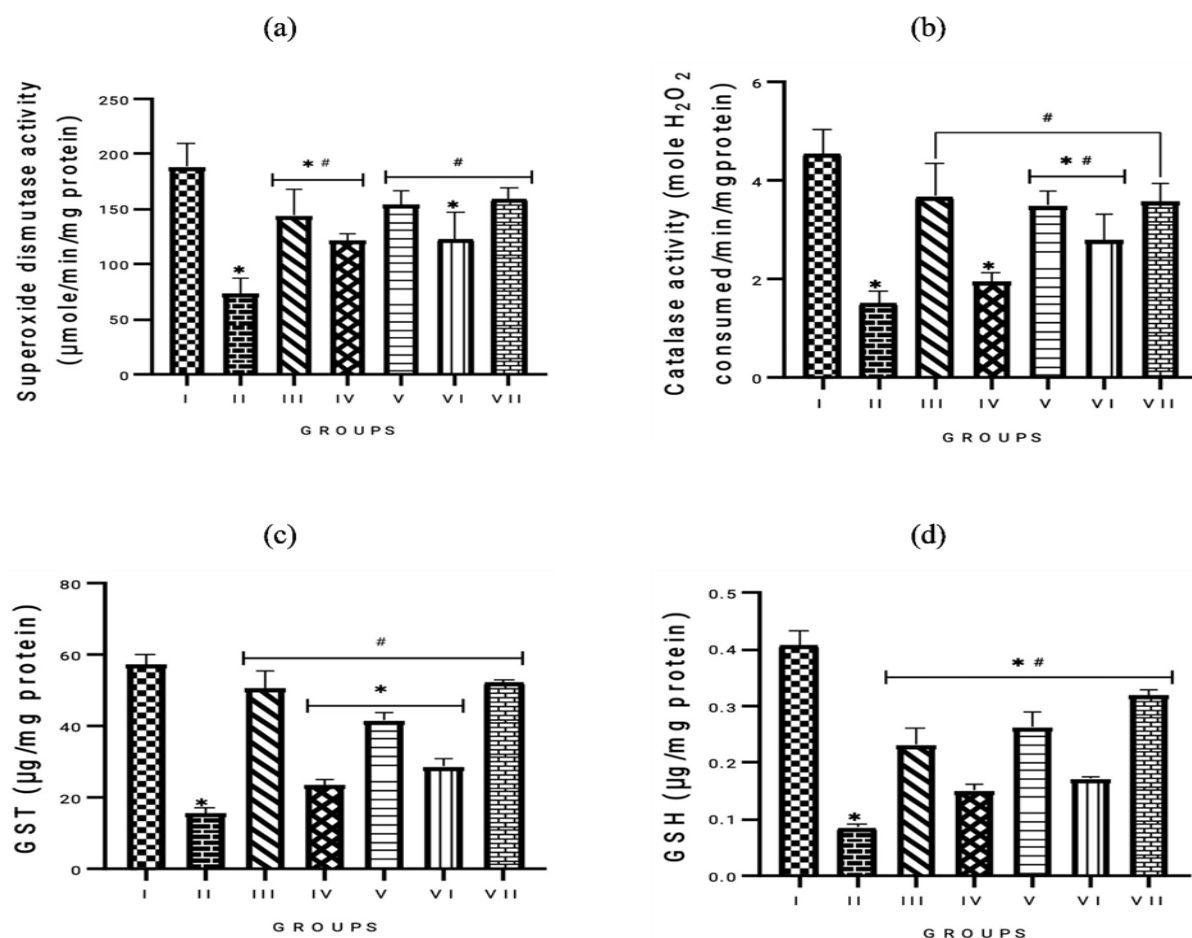 (a)
Superoxide dismutase activity
(µmole/min/mg protein)
250
200
150
100
50
0
* #
#
*
*
I II III IV V VI VII
GROUPS
(b)
Catalase activity (mole H₂O₂
consumed/min/mgprotein)
6
4
2
0
#
* #
*
*
I II III IV V VI VII
GROUPS
(c)
GST (µg/mg protein)
80
60
40
20
0
#
*
*
I II III IV V VI VII
GROUPS
(d)
GSH (µg/mg protein)
0.5
0.4
0.3
0.2
0.1
0.0
* #
*
I II III IV V VI VII
GROUPS